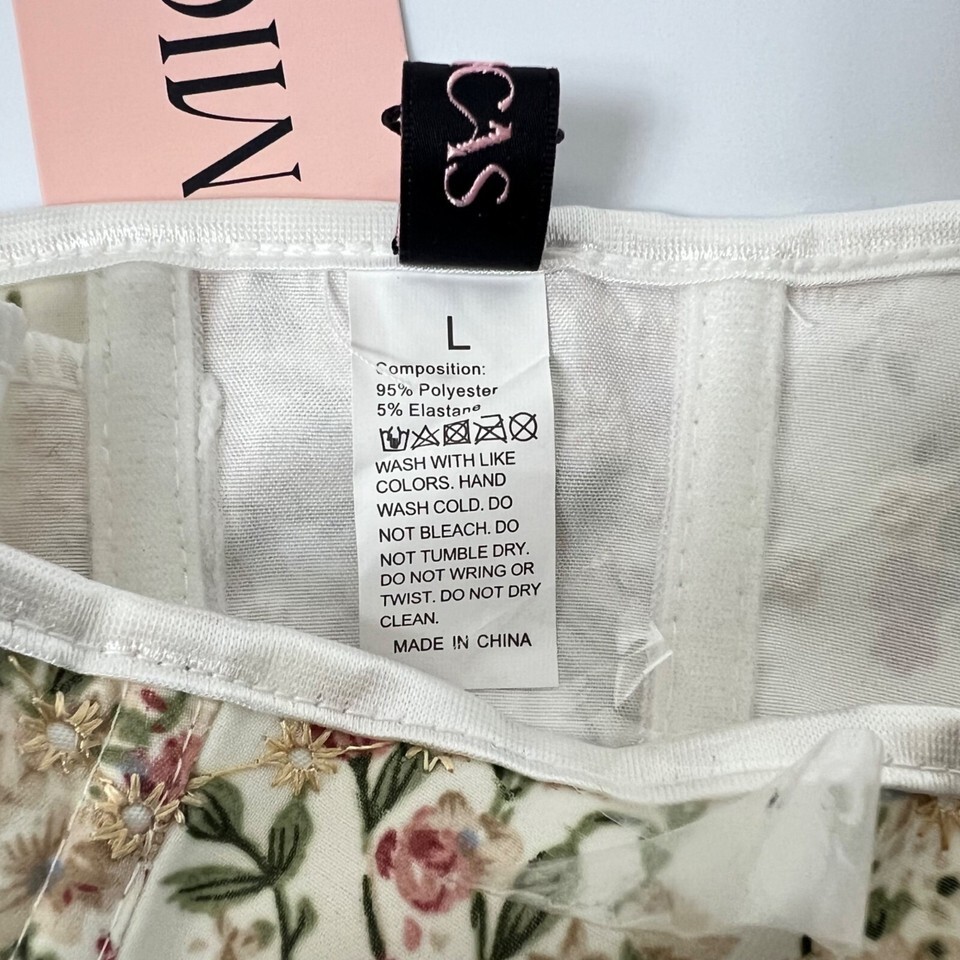 CAS
L
Composition:
95% Polyester
5% Elastane
WASH WITH LIKE
COLORS. HAND
WASH COLD. DO
NOT BLEACH. DO
NOT TUMBLE DRY.
DO NOT WRING OR
TWIST. DO NOT DRY
CLEAN.
MADE IN CHINA